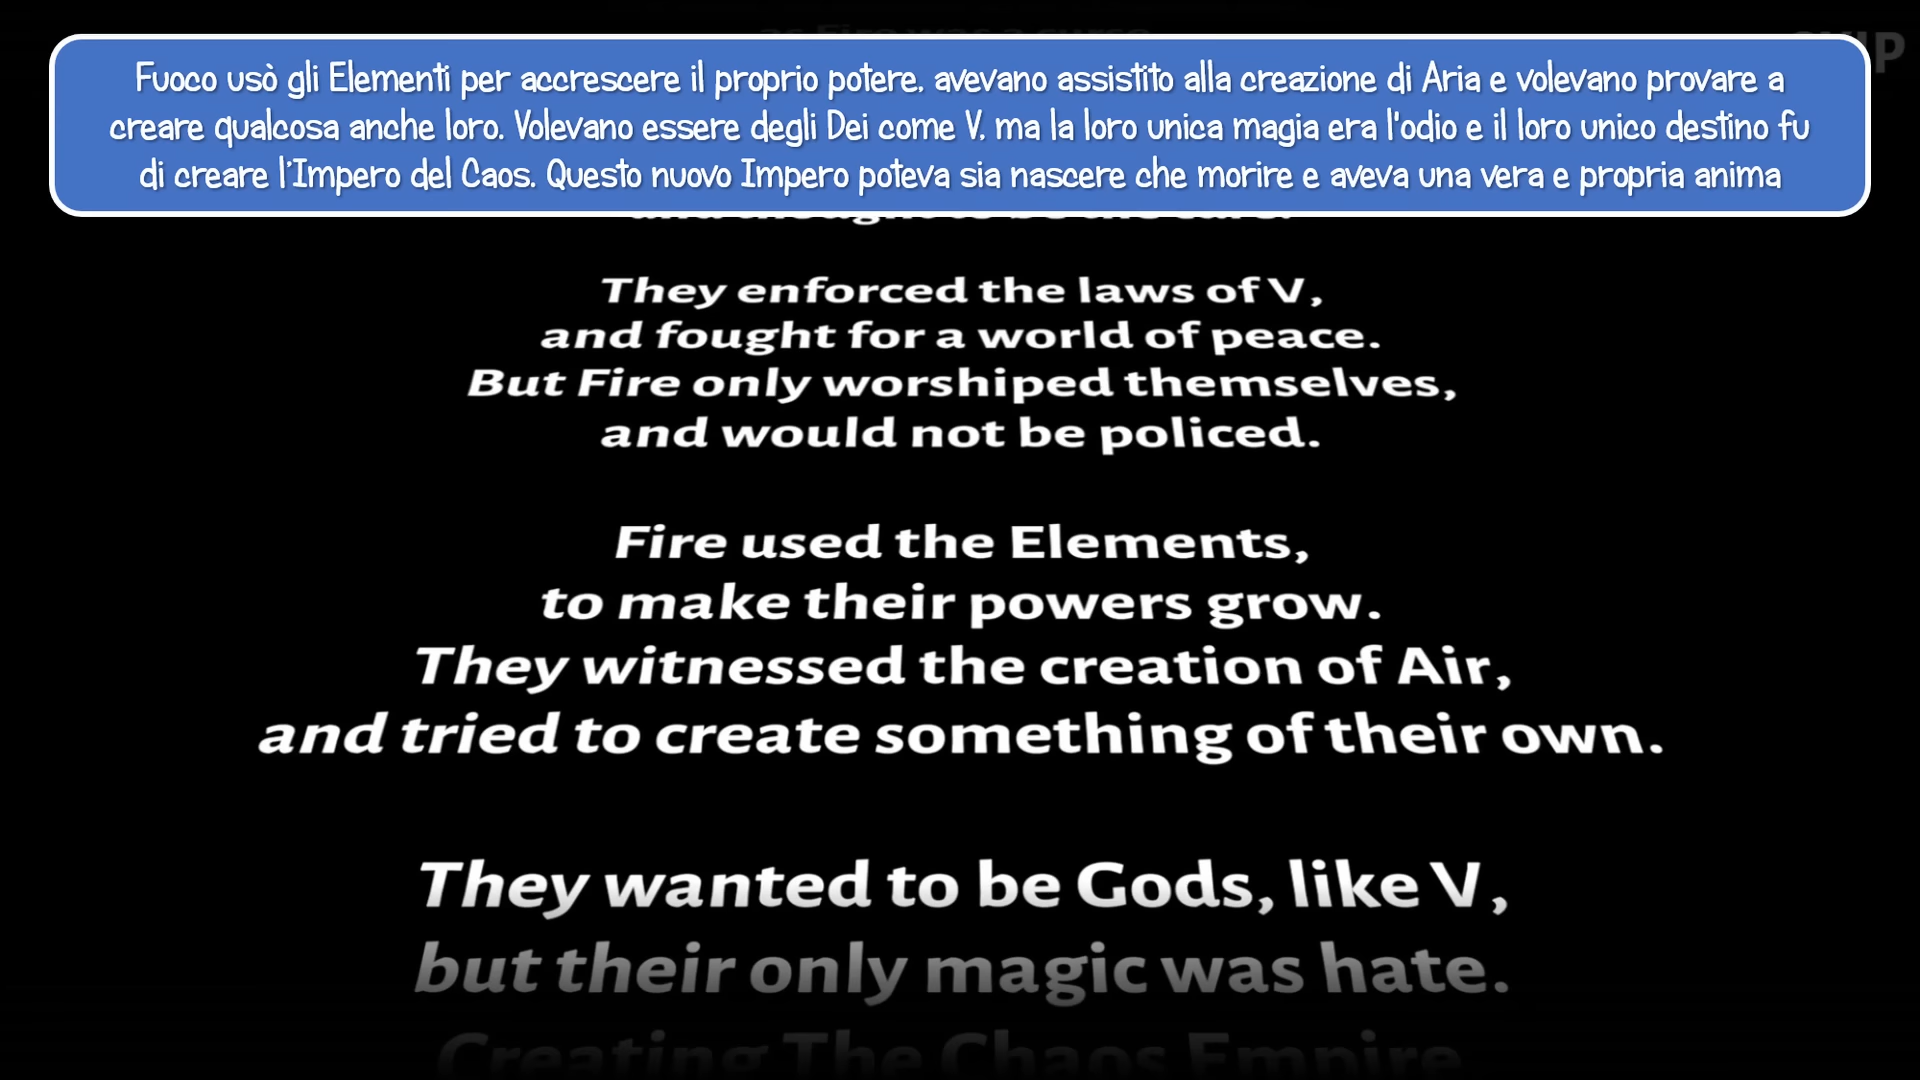 Fuoco usò gli Elementi per accrescere il proprio potere, avevano assistito alla creazione di Aria e volevano provare a
creare qualcosa anche loro. Volevano essere degli Dei come V, ma la loro unica magia era l'odio e il loro unico destino fu
di creare l'Impero del Caos. Questo nuovo Impero poteva sia nascere che morire e aveva una vera e propria anima
They enforced the laws of V,
and fought for a world of peace.
But Fire only worshiped themselves,
and would not be policed.
Fire used the Elements,
to make their powers grow.
They witnessed the creation of Air,
and tried to create something of their own.
They wanted to be Gods, like V,
but their only magic was hate.
Creating The Chaos Empire